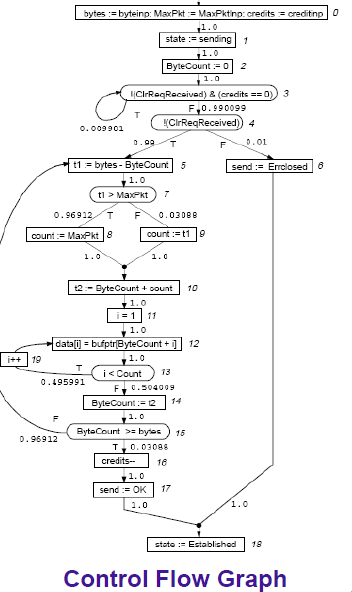 bytes := byteinp: MaxPkt := MaxPktInp: credits := creditinp 0
1.0
state := sending 1
1.0
ByteCount := 0 2
1.0
!(ClrReqReceived) & (credits == 0) 3
T F 0.990099
0.009901
!(ClrReqReceived) 4
T F
0.99 0.01
t1 := bytes - ByteCount 5
send := Errclosed 6
1.0
t1 > MaxPkt 7
0.96912 T F 0.03088
count := MaxPkt 8
count := t1 9
1.0 1.0
t2 := ByteCount + count 10
1.0
i = 1 11
1.0
data[i] = bufptr[ByteCount + i] 12
1.0
i++ 19
i < Count 13
T
0.495991
F 0.504009
ByteCount := t2 14
1.0
F
ByteCount >= bytes 15
0.96912
T 0.03088
credits-- 16
1.0
send := OK 17
1.0 1.0
state := Established 18
Control Flow Graph